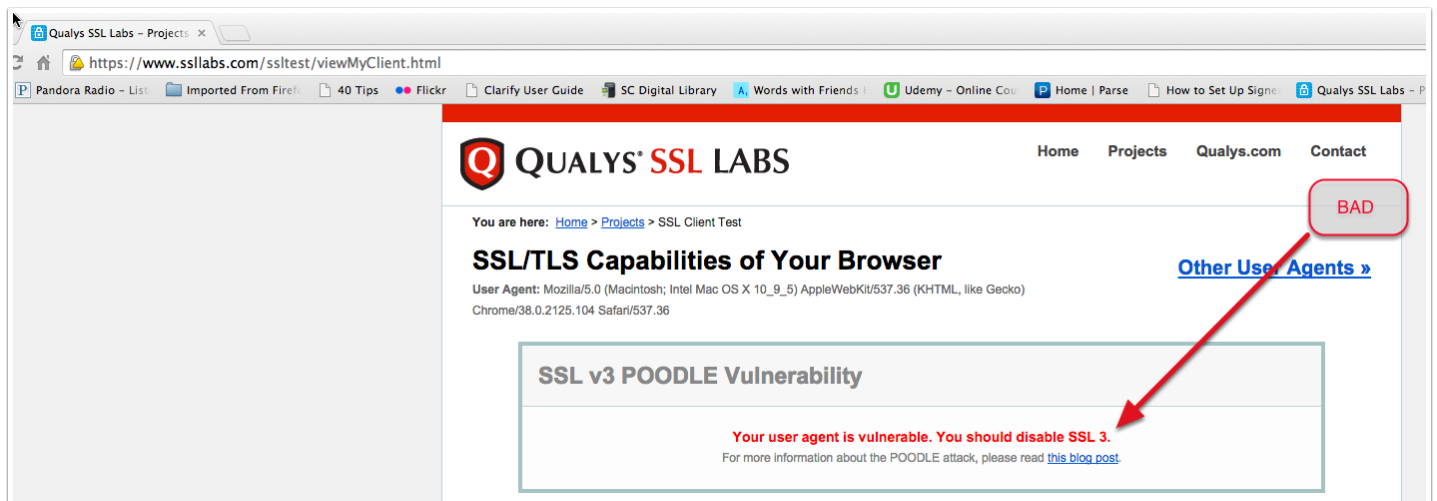 Qualys SSL Labs – Projects ×
https://www.ssllabs.com/ssltest/viewMyClient.html
P Pandora Radio – List Imported From Firef 40 Tips Flickr Clarify User Guide SC Digital Library A, Words with Friends U Udemy – Online Cou P Home | Parse How to Set Up Signe Qualys SSL Labs – P
Q QUALYS® SSL LABS
Home Projects Qualys.com Contact
BAD
You are here: Home > Projects > SSL Client Test
SSL/TLS Capabilities of Your Browser
Other User Agents »
User Agent: Mozilla/5.0 (Macintosh; Intel Mac OS X 10_9_5) AppleWebKit/537.36 (KHTML, like Gecko)
Chrome/38.0.2125.104 Safari/537.36
SSL v3 POODLE Vulnerability
Your user agent is vulnerable. You should disable SSL 3.
For more information about the POODLE attack, please read this blog post.